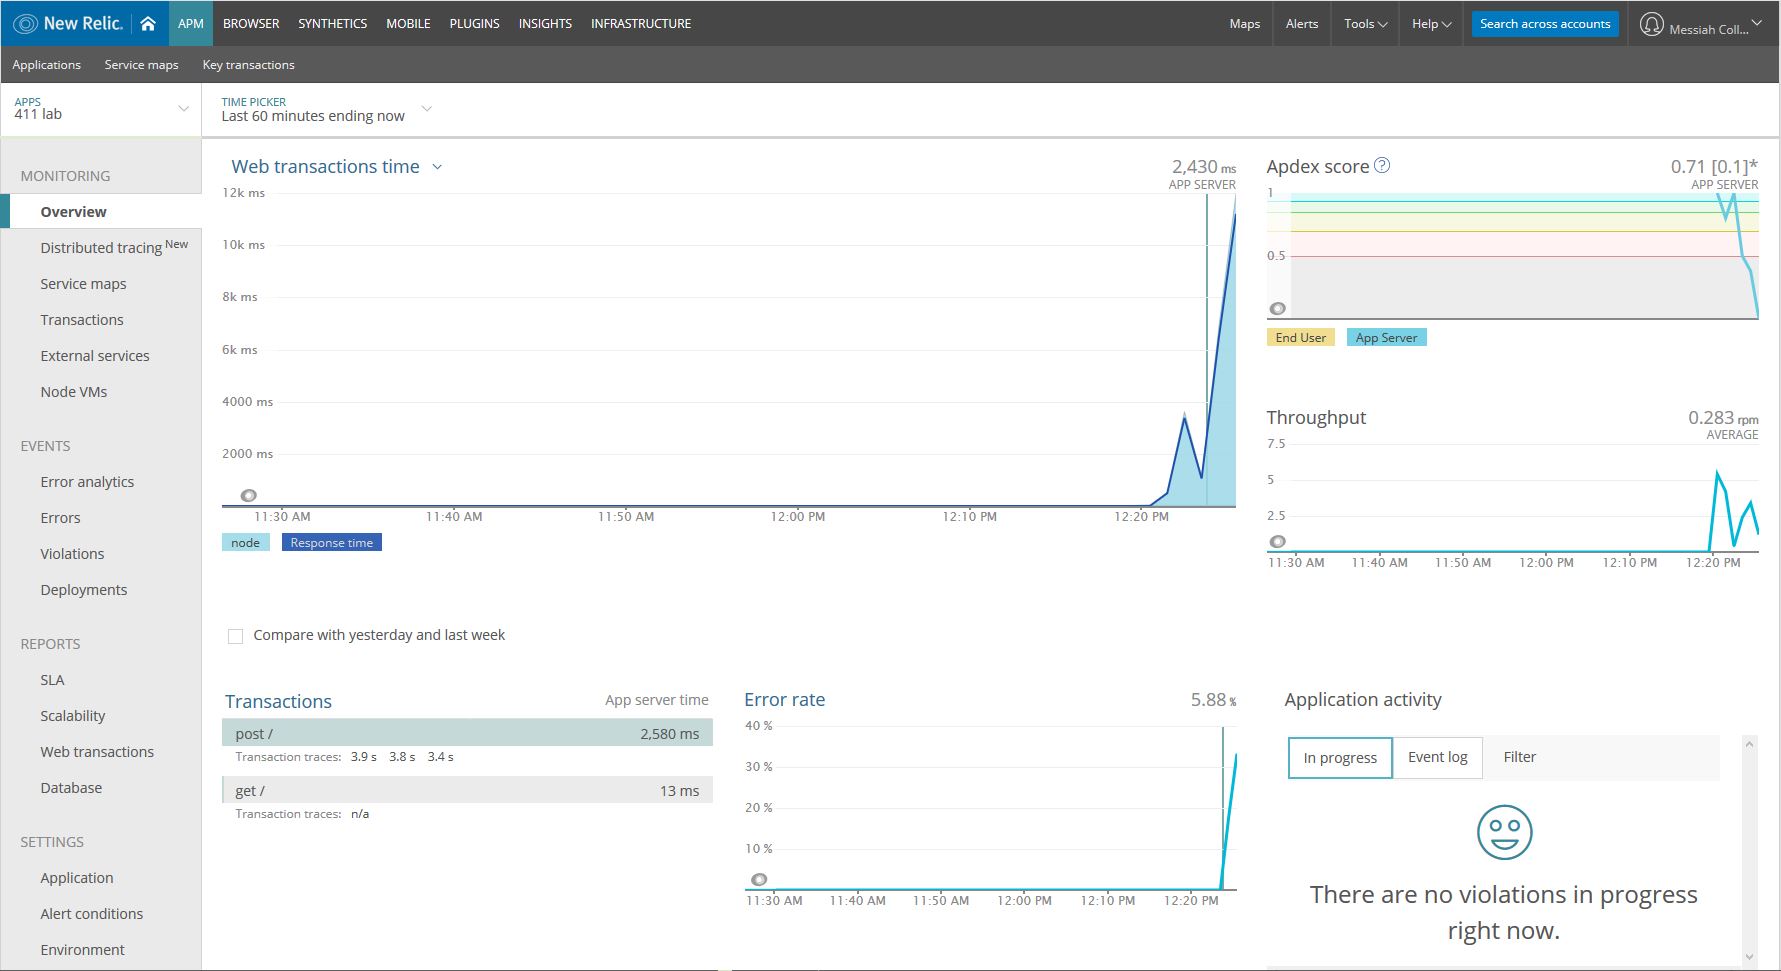 New Relic. APM BROWSER SYNTHETICS MOBILE PLUGINS INSIGHTS INFRASTRUCTURE Maps Alerts Tools Help Search across accounts Messiah Coll...
Applications Service maps Key transactions
APPS
411 lab
TIME PICKER
Last 60 minutes ending now
MONITORING
Overview
Distributed tracing New
Service maps
Transactions
External services
Node VMs
EVENTS
Error analytics
Errors
Violations
Deployments
REPORTS
SLA
Scalability
Web transactions
Database
SETTINGS
Application
Alert conditions
Environment
Web transactions time 2,430 ms
APP SERVER
12k ms
10k ms
8k ms
6k ms
4000 ms
2000 ms
11:30 AM 11:40 AM 11:50 AM 12:00 PM 12:10 PM 12:20 PM
node Response time
Compare with yesterday and last week
Apdex score ? 0.71 [0.1]*
APP SERVER
1
0.5
End User App Server
Throughput 0.283 rpm
AVERAGE
7.5
5
2.5
11:30 AM 11:40 AM 11:50 AM 12:00 PM 12:10 PM 12:20 PM
Transactions App server time
post / 2,580 ms
Transaction traces: 3.9 s 3.8 s 3.4 s
get / 13 ms
Transaction traces: n/a
Error rate 5.88 %
40 %
30 %
20 %
10 %
11:30 AM 11:40 AM 11:50 AM 12:00 PM 12:10 PM 12:20 PM
Application activity
In progress Event log Filter
There are no violations in progress
right now.